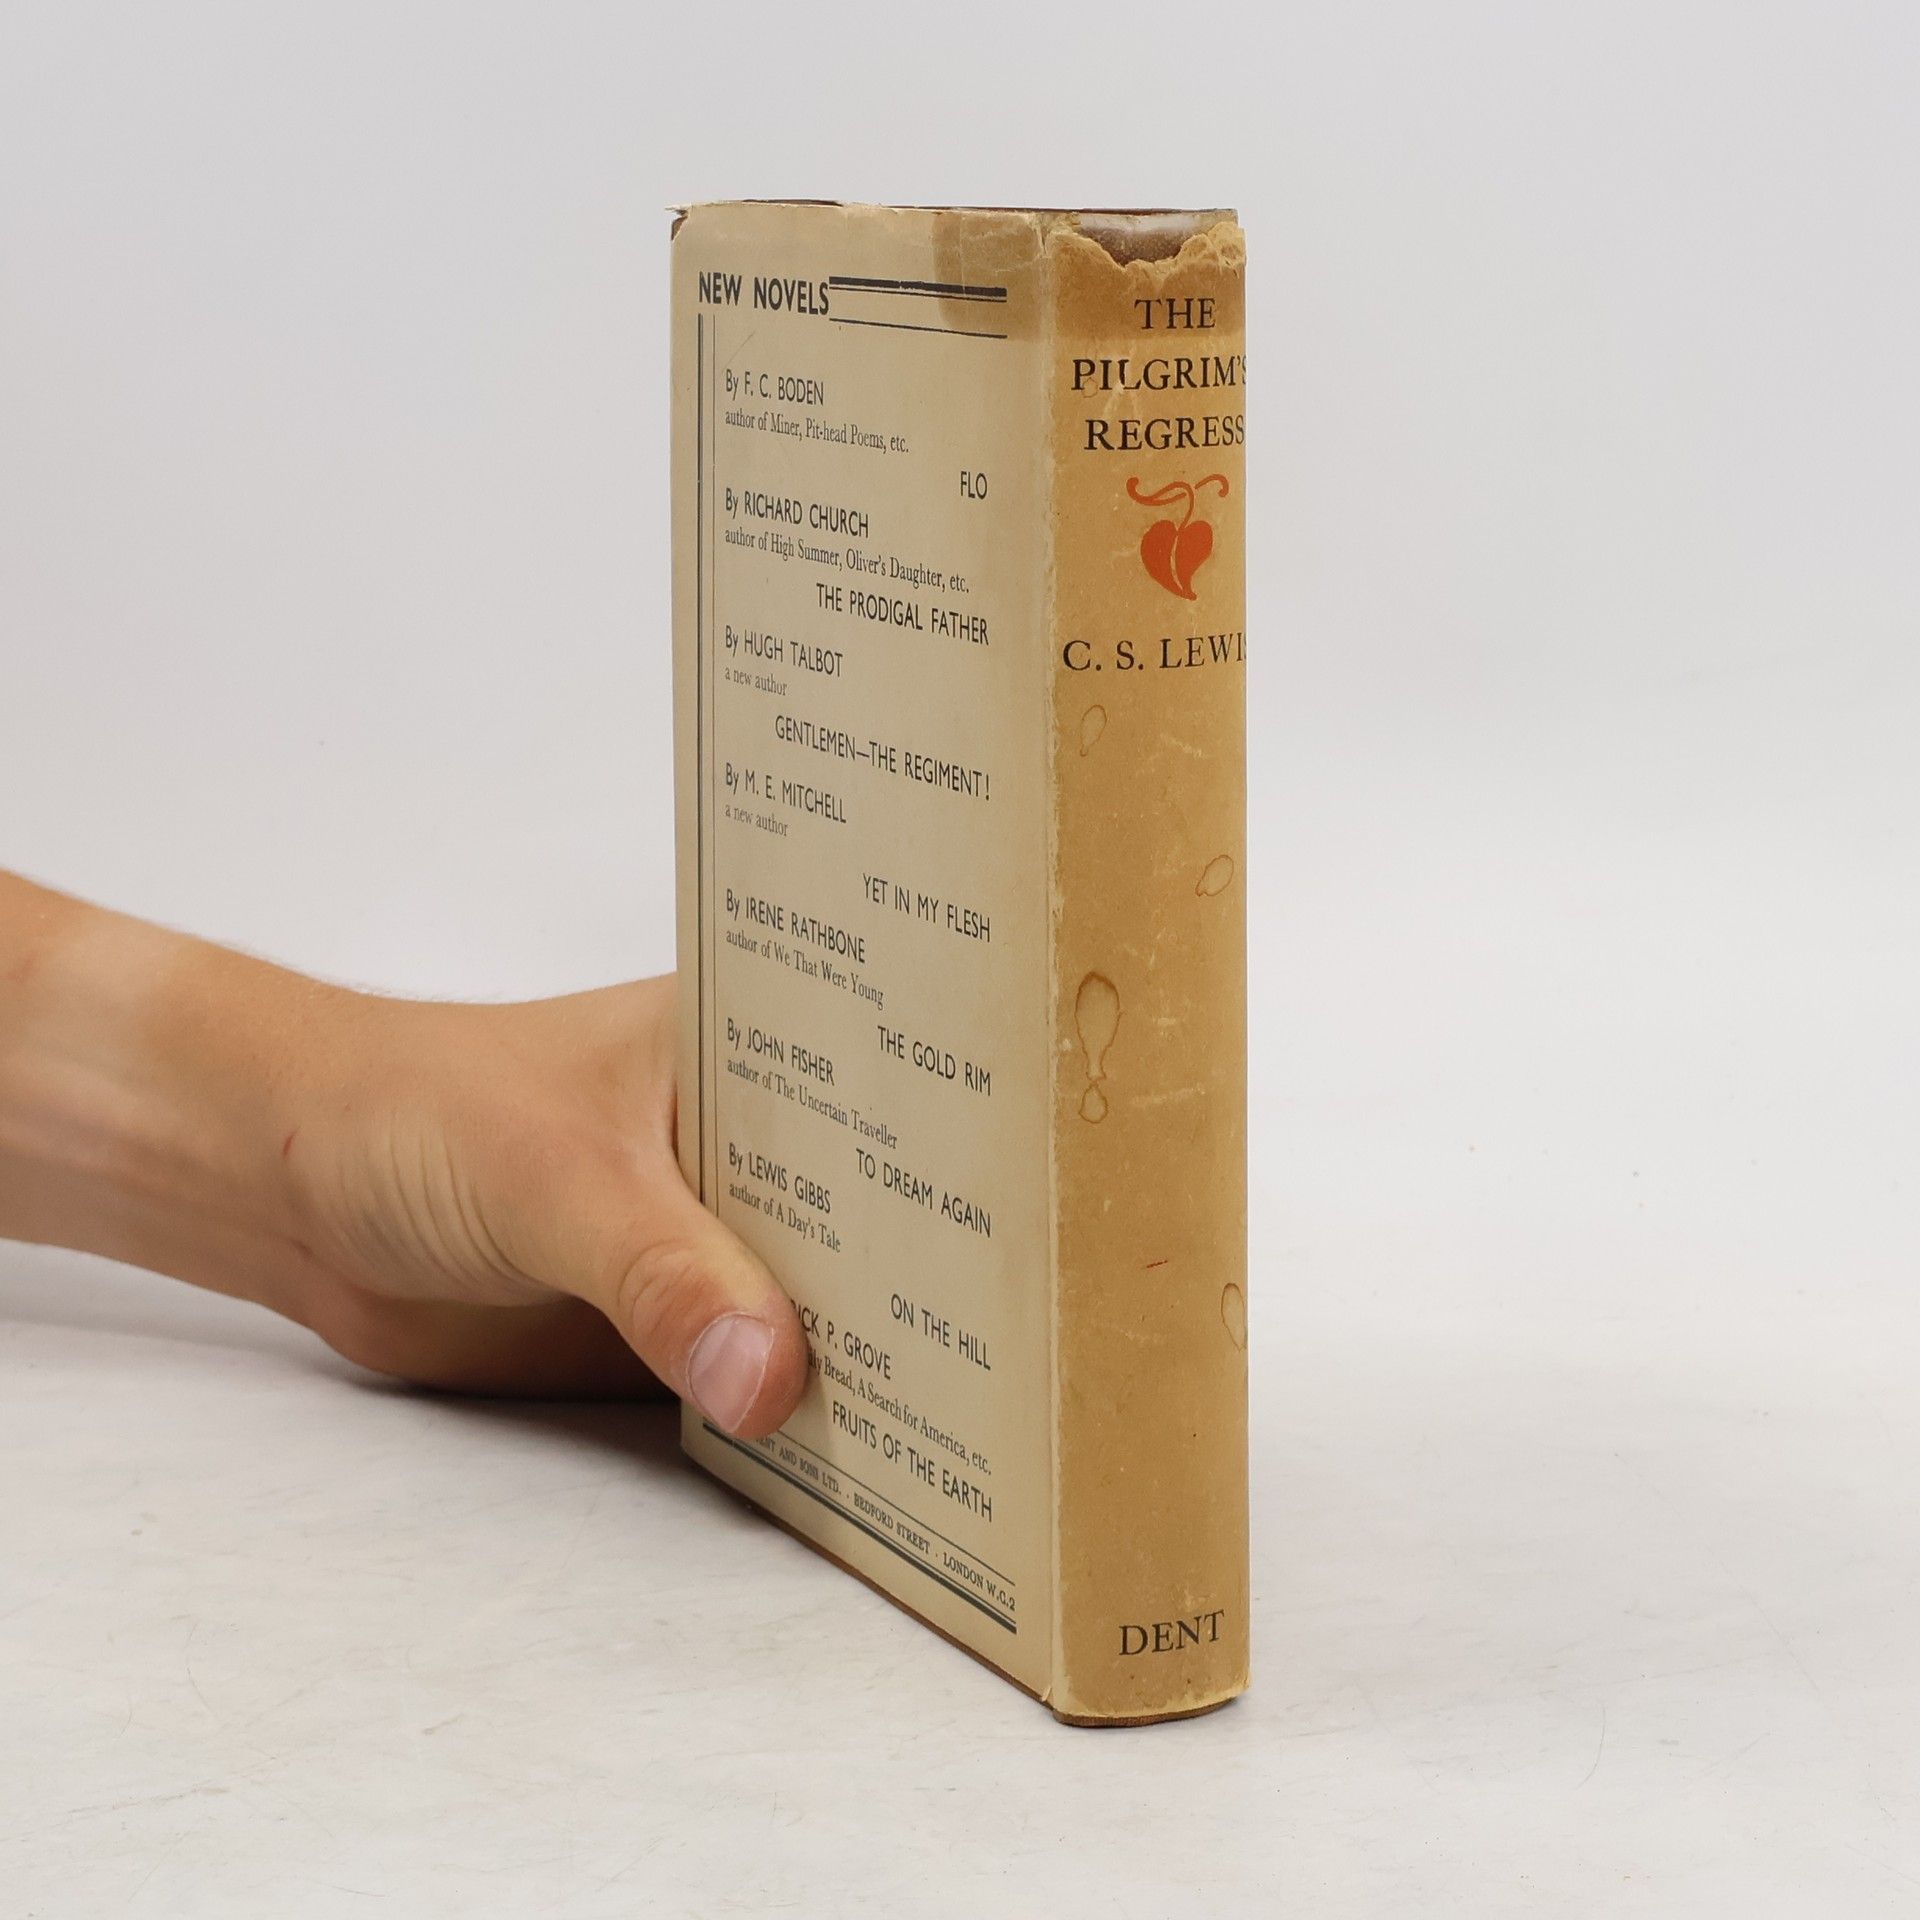 NEW NOVELS
By F. C. BODEN
author of Miner, Pit-head Poems, etc.
FLO
By RICHARD CHURCH
author of High Summer, Oliver's Daughter, etc.
THE PRODIGAL FATHER
By HUGH TALBOT
a new author
GENTLEMEN—THE REGIMENT!
By M. E. MITCHELL
a new author
YET IN MY FLESH
By IRENE RATHBONE
author of We That Were Young
THE GOLD RIM
By JOHN FISHER
author of The Uncertain Traveller
TO DREAM AGAIN
By LEWIS GIBBS
author of A Day's Tale
ON THE HILL
P. GROVE
Bread, A Search for America, etc.
FRUITS OF THE EARTH
AND SONS LTD. . BEDFORD STREET . LONDON W.C.2
THE
PILGRIM'S
REGRESS
C. S. LEWIS
DENT